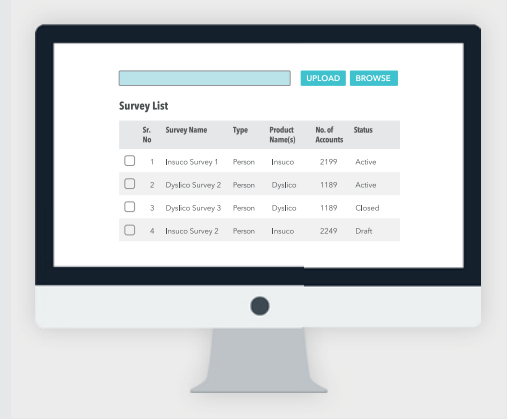 UPLOAD BROWSE
Survey List
Sr. No Survey Name Type Product Name(s) No. of Accounts Status
1 Insuco Survey 1 Person Insuco 2199 Active
2 Dyslico Survey 2 Person Dyslico 1189 Active
3 Dyslico Survey 3 Person Dyslico 1189 Closed
4 Insuco Survey 2 Person Insuco 2249 Draft